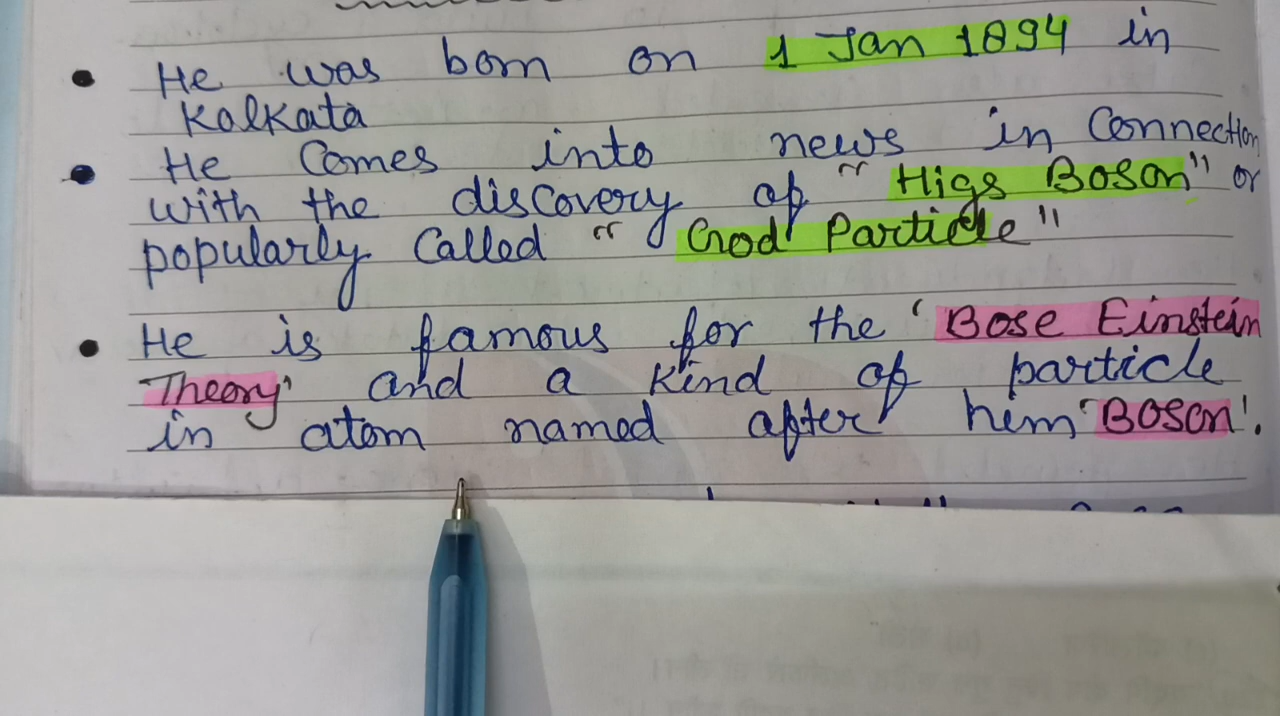 • He was born on 1 Jan 1894 in
Kolkata
• He Comes into news in Connection
with the discovery of "Higs Boson" or
popularly Called "God Particle"
• He is famous for the 'Bose Einstein
Theory' and a kind of particle
in atom named after him 'Boson'.